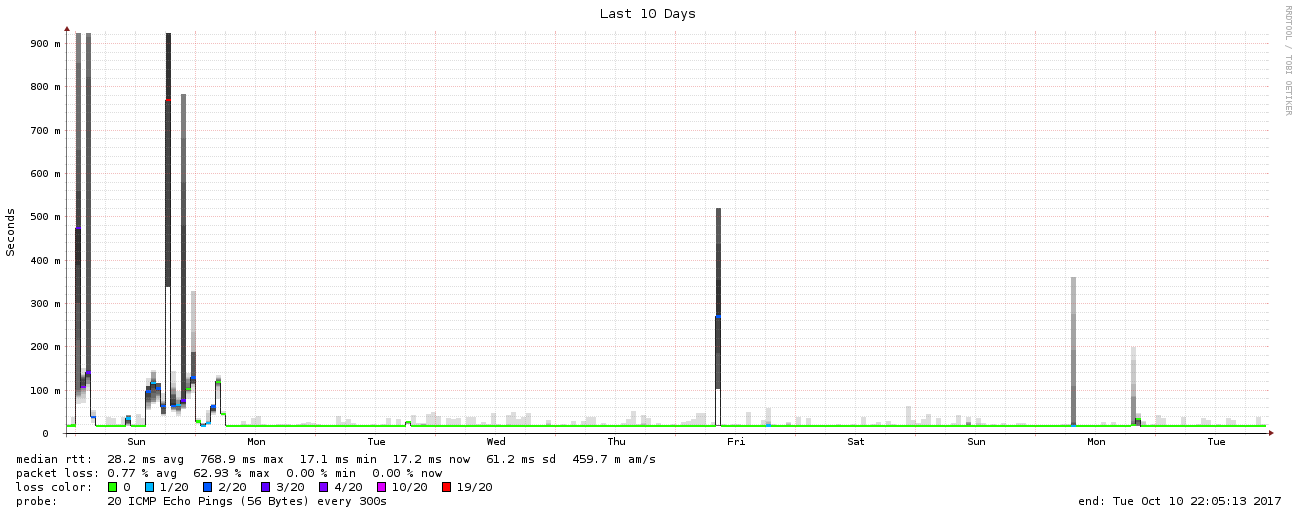 Last 10 Days
RRDTOOL / TOBI OETIKER
Seconds
900 m
800 m
700 m
600 m
500 m
400 m
300 m
200 m
100 m
0
Sun Mon Tue Wed Thu Fri Sat Sun Mon Tue
median rtt: 28.2 ms avg 768.9 ms max 17.1 ms min 17.2 ms now 61.2 ms sd 459.7 m am/s
packet loss: 0.77 % avg 62.93 % max 0.00 % min 0.00 % now
loss color: 0 1/20 2/20 3/20 4/20 10/20 19/20
probe: 20 ICMP Echo Pings (56 Bytes) every 300s end: Tue Oct 10 22:05:13 2017